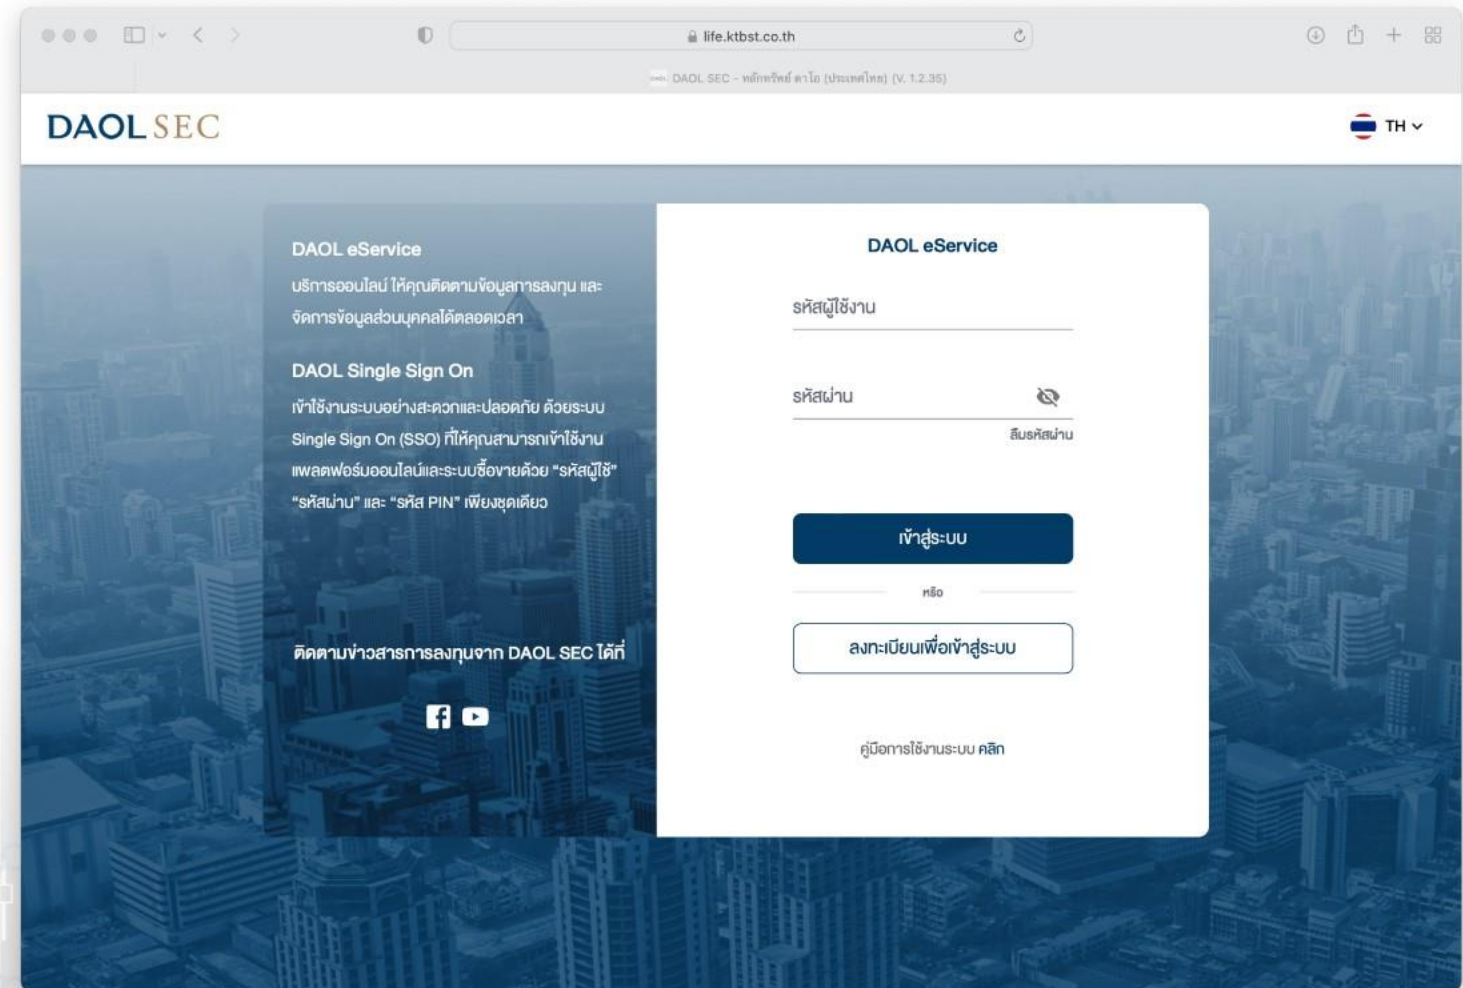 life.ktbst.co.th
DAOL SEC - หลักทรัพย์ ดาโอ (ประเทศไทย) (V. 1.2.35)
DAOL SEC
TH
DAOL eService
บริการออนไลน์ ให้คุณติดตามข้อมูลการลงทุน และ
จัดการข้อมูลส่วนบุคคลได้ตลอดเวลา
DAOL Single Sign On
เข้าใช้งานระบบอย่างสะดวกและปลอดภัย ด้วยระบบ
Single Sign On (SSO) ที่ให้คุณสามารถเข้าใช้งาน
แพลตฟอร์มออนไลน์และระบบซื้อขายด้วย “รหัสผู้ใช้”
“รหัสผ่าน” และ “รหัส PIN” เพียงชุดเดียว
ติดตามข่าวสารการลงทุนจาก DAOL SEC ได้ที่
DAOL eService
รหัสผู้ใช้งาน
รหัสผ่าน
ลืมรหัสผ่าน
เข้าสู่ระบบ
หรือ
ลงทะเบียนเพื่อเข้าสู่ระบบ
คู่มือการใช้งานระบบ คลิก